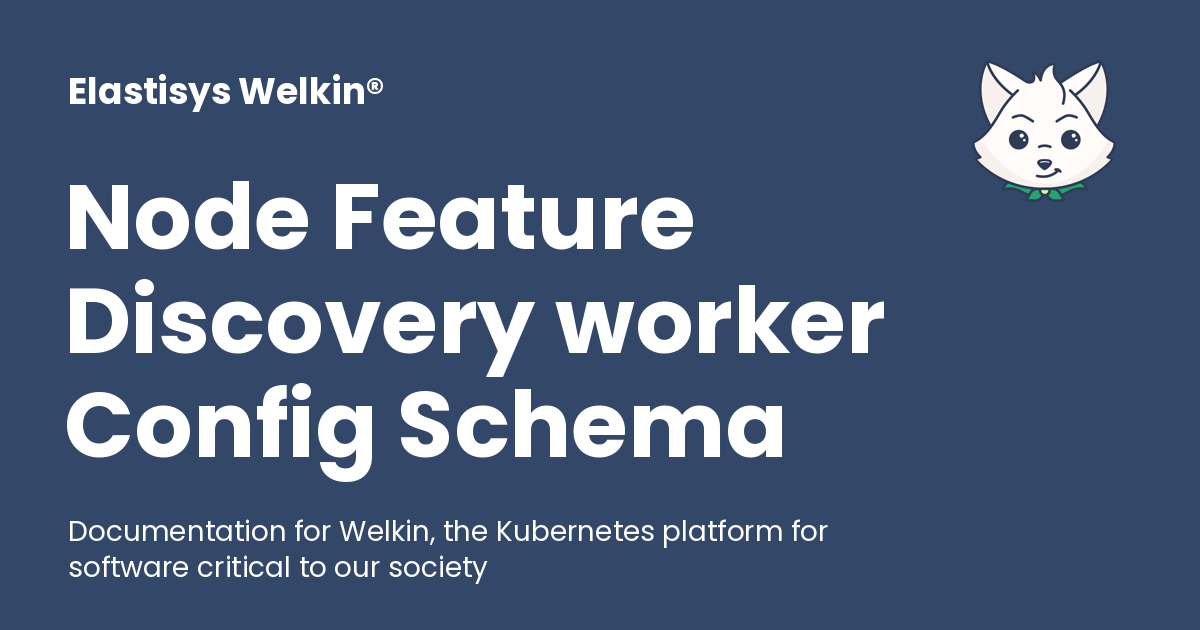 Elastisys Welkin®
Node Feature
Discovery worker
Config Schema
Documentation for Welkin, the Kubernetes platform for
software critical to our society